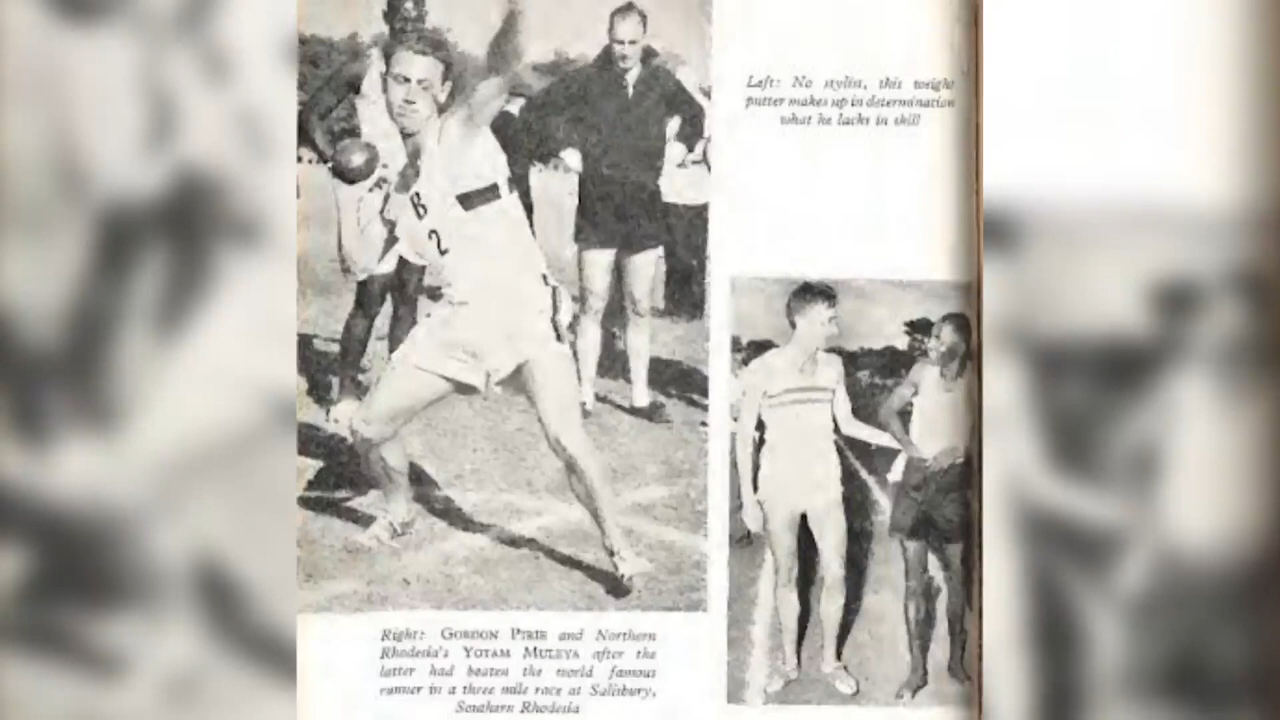 Left: No stylist, this weight
putter makes up in determination
what he lacks in skill
B
2
Right: GORDON PIRIE and Northern
Rhodesia's YOTAM MULEYA after the
latter had beaten the world famous
runner in a three mile race at Salisbury,
Southern Rhodesia